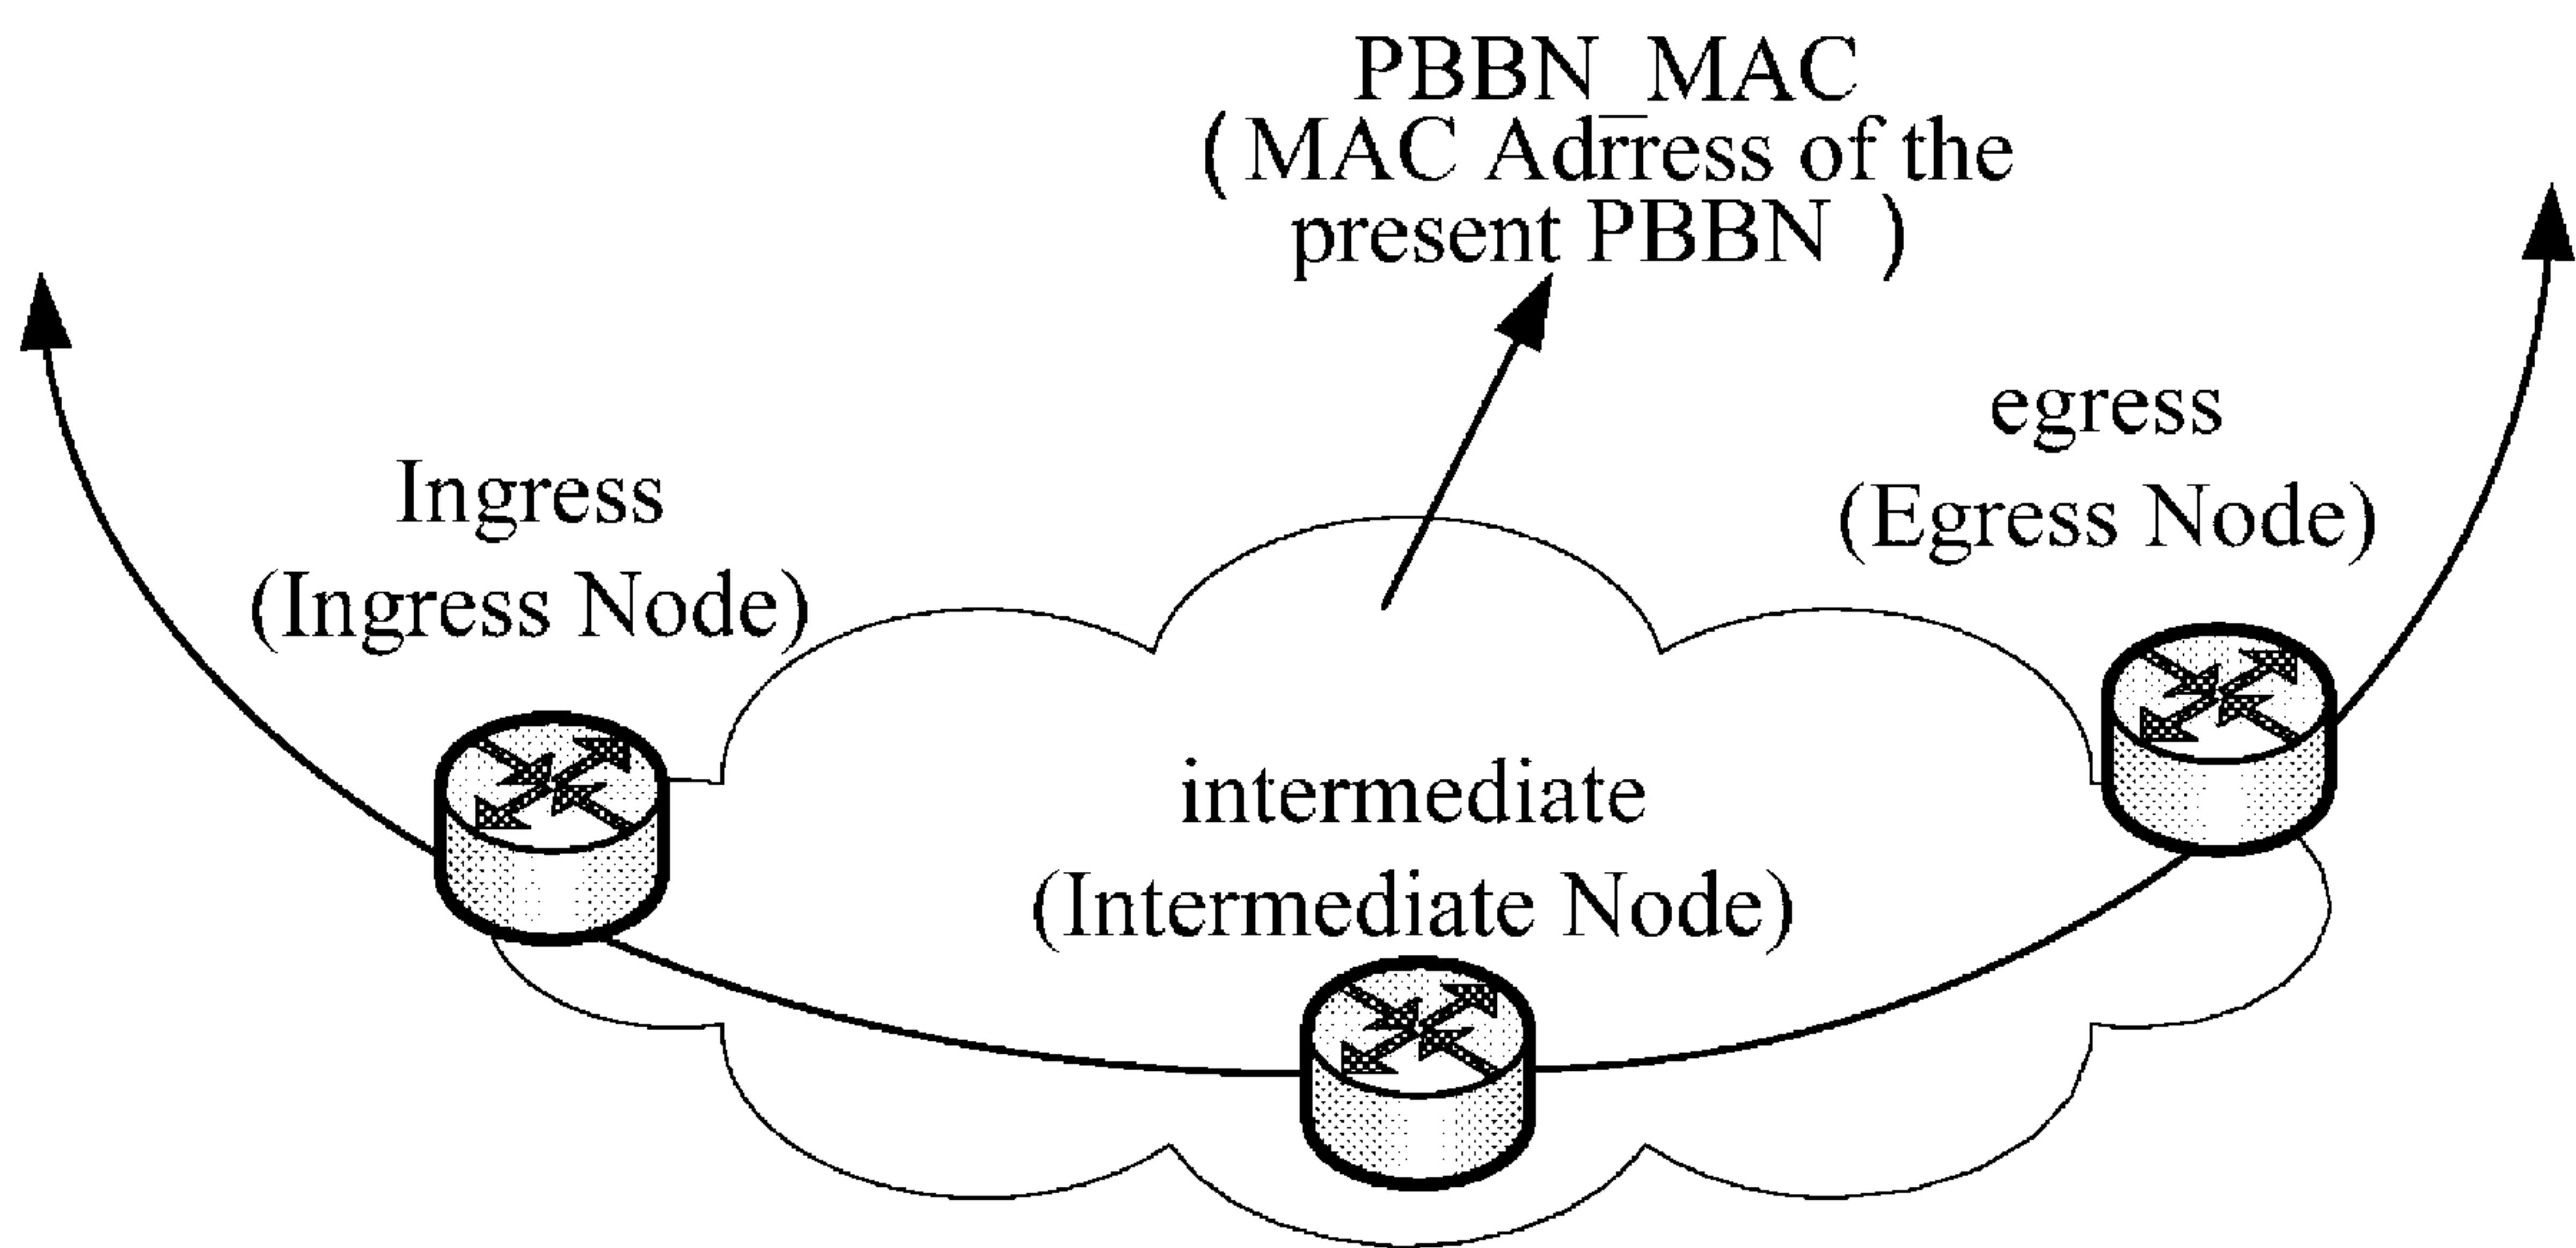 PBBN_MAC
( MAC Adrress of the
present PBBN )
egress
(Egress Node)
Ingress
(Ingress Node)
intermediate
(Intermediate Node)